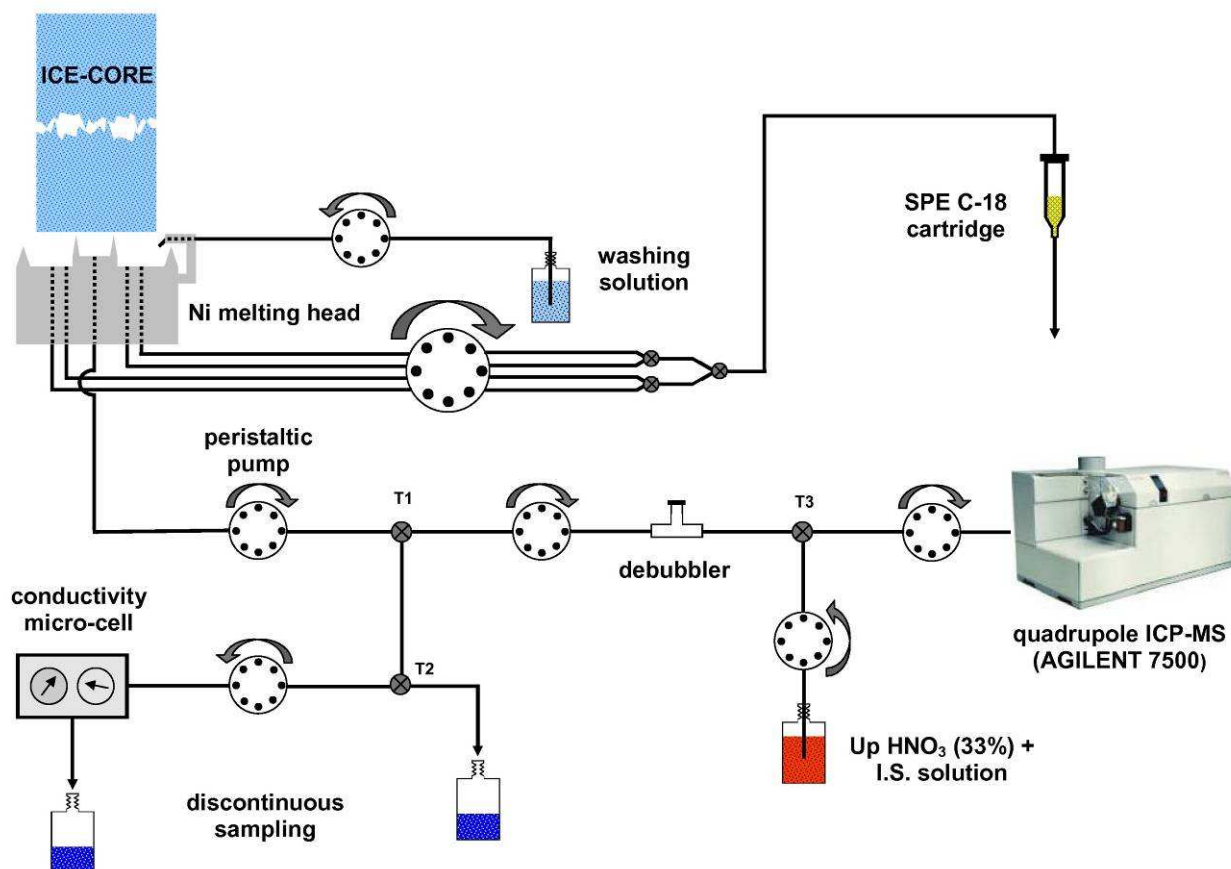 ICE-CORE
SPE C-18
cartridge
washing
solution
Ni melting head
peristaltic
pump
T1
T3
debubbler
conductivity
micro-cell
quadrupole ICP-MS
(AGILENT 7500)
T2
Up HNO₃ (33%) +
I.S. solution
discontinuous
sampling